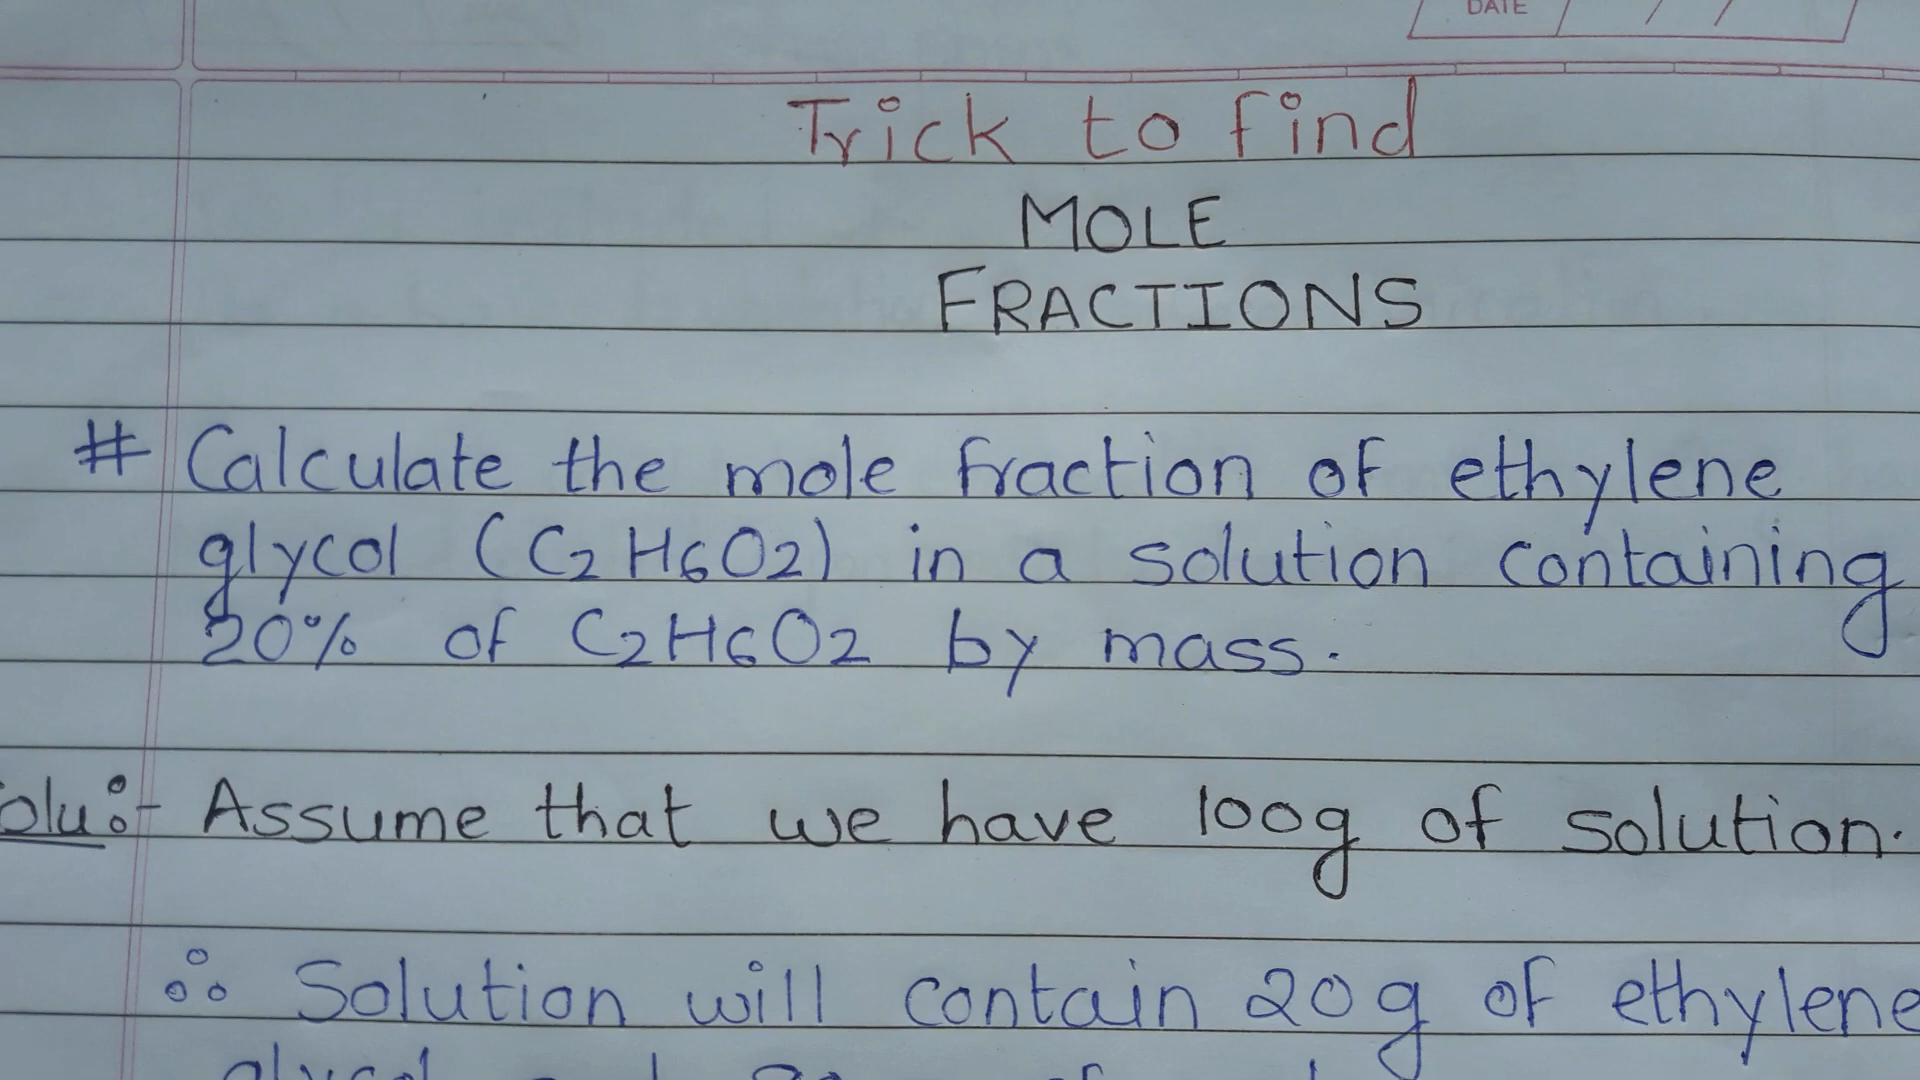 DATE
Trick to find
MOLE
FRACTIONS
# Calculate the mole fraction of ethylene
glycol (C2H6O2) in a solution containing
20% of C2H6O2 by mass.
olu:- Assume that we have 100g of solution.
∴ Solution will contain 20g of ethylene
glycol